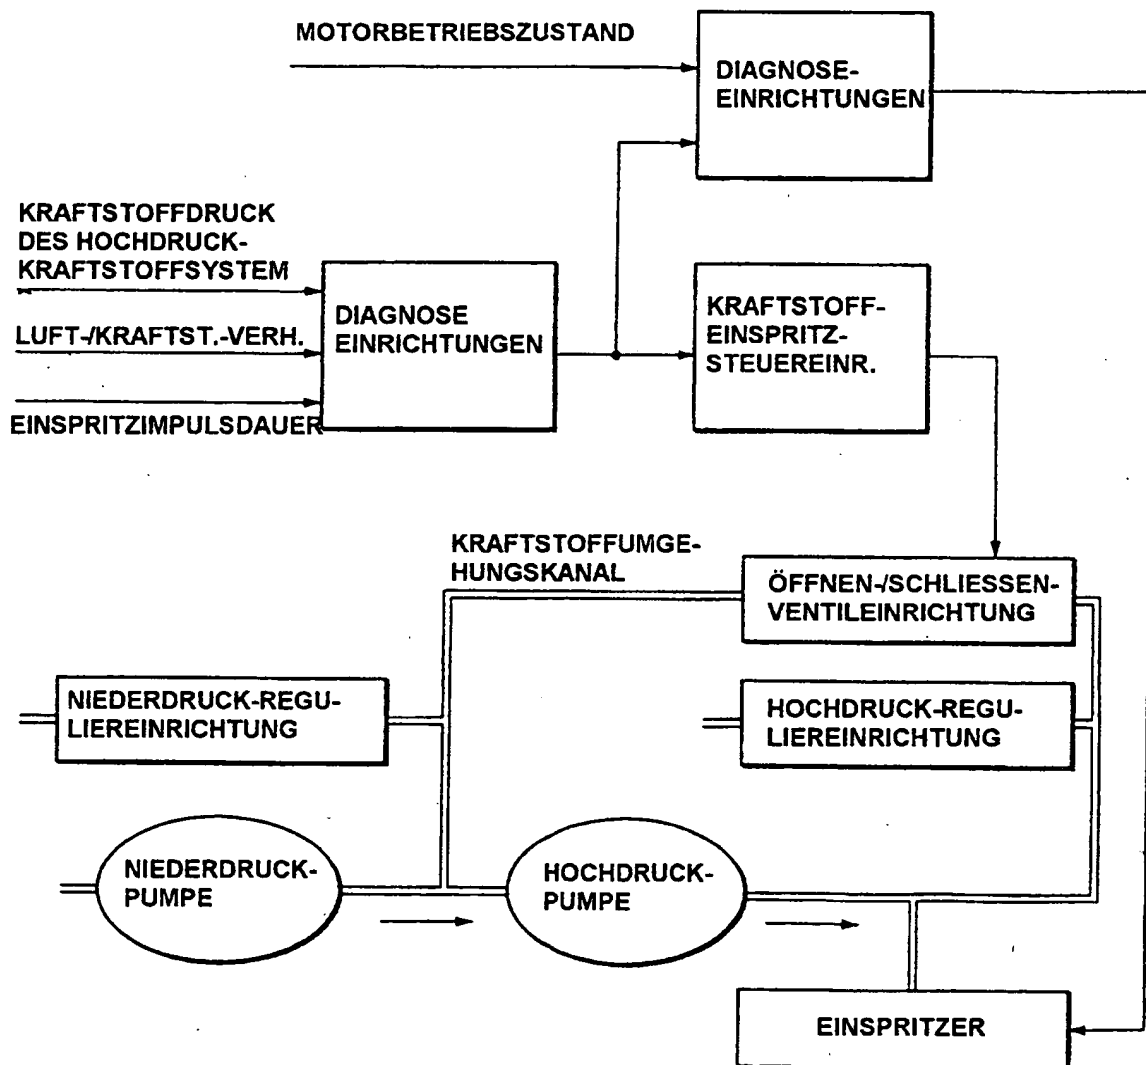 MOTORBETRIEBSZUSTAND
DIAGNOSE-
EINRICHTUNGEN
KRAFTSTOFFDRUCK
DES HOCHDRUCK-
KRAFTSTOFFSYSTEM
LUFT-/KRAFTST.-VERH.
EINSPRITZIMPULSDAUER
DIAGNOSE
EINRICHTUNGEN
KRAFTSTOFF-
EINSPRITZ-
STEUEREINR.
KRAFTSTOFFUMGE-
HUNGSKANAL
ÖFFNEN-/SCHLIESSEN-
VENTILEINRICHTUNG
NIEDERDRUCK-REGU-
LIEREINRICHTUNG
HOCHDRUCK-REGU-
LIEREINRICHTUNG
NIEDERDRUCK-
PUMPE
HOCHDRUCK-
PUMPE
EINSPRITZER